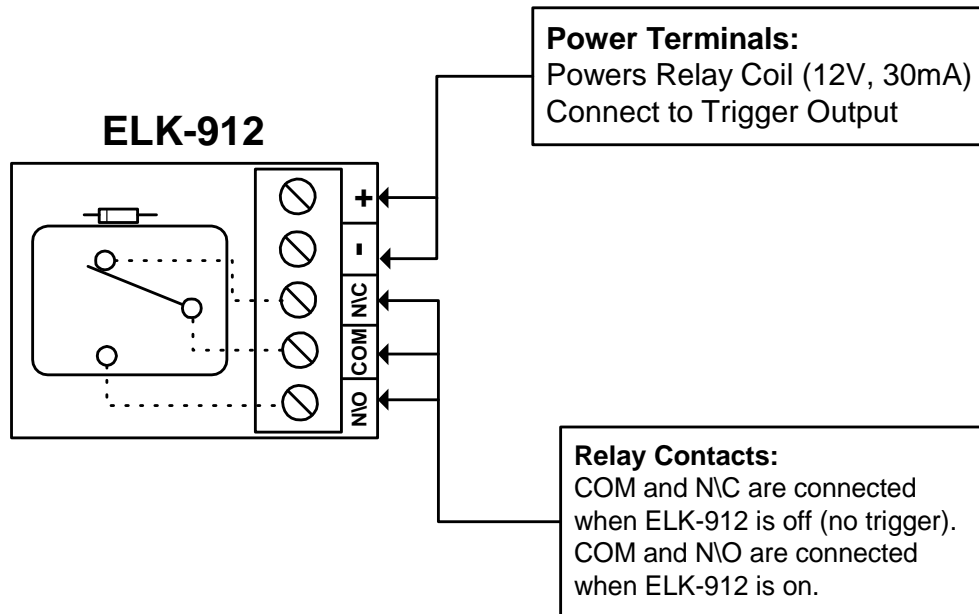 Power Terminals:
Powers Relay Coil (12V, 30mA)
Connect to Trigger Output
ELK-912
+
-
N\C
COM
N\O
Relay Contacts:
COM and N\C are connected
when ELK-912 is off (no trigger).
COM and N\O are connected
when ELK-912 is on.